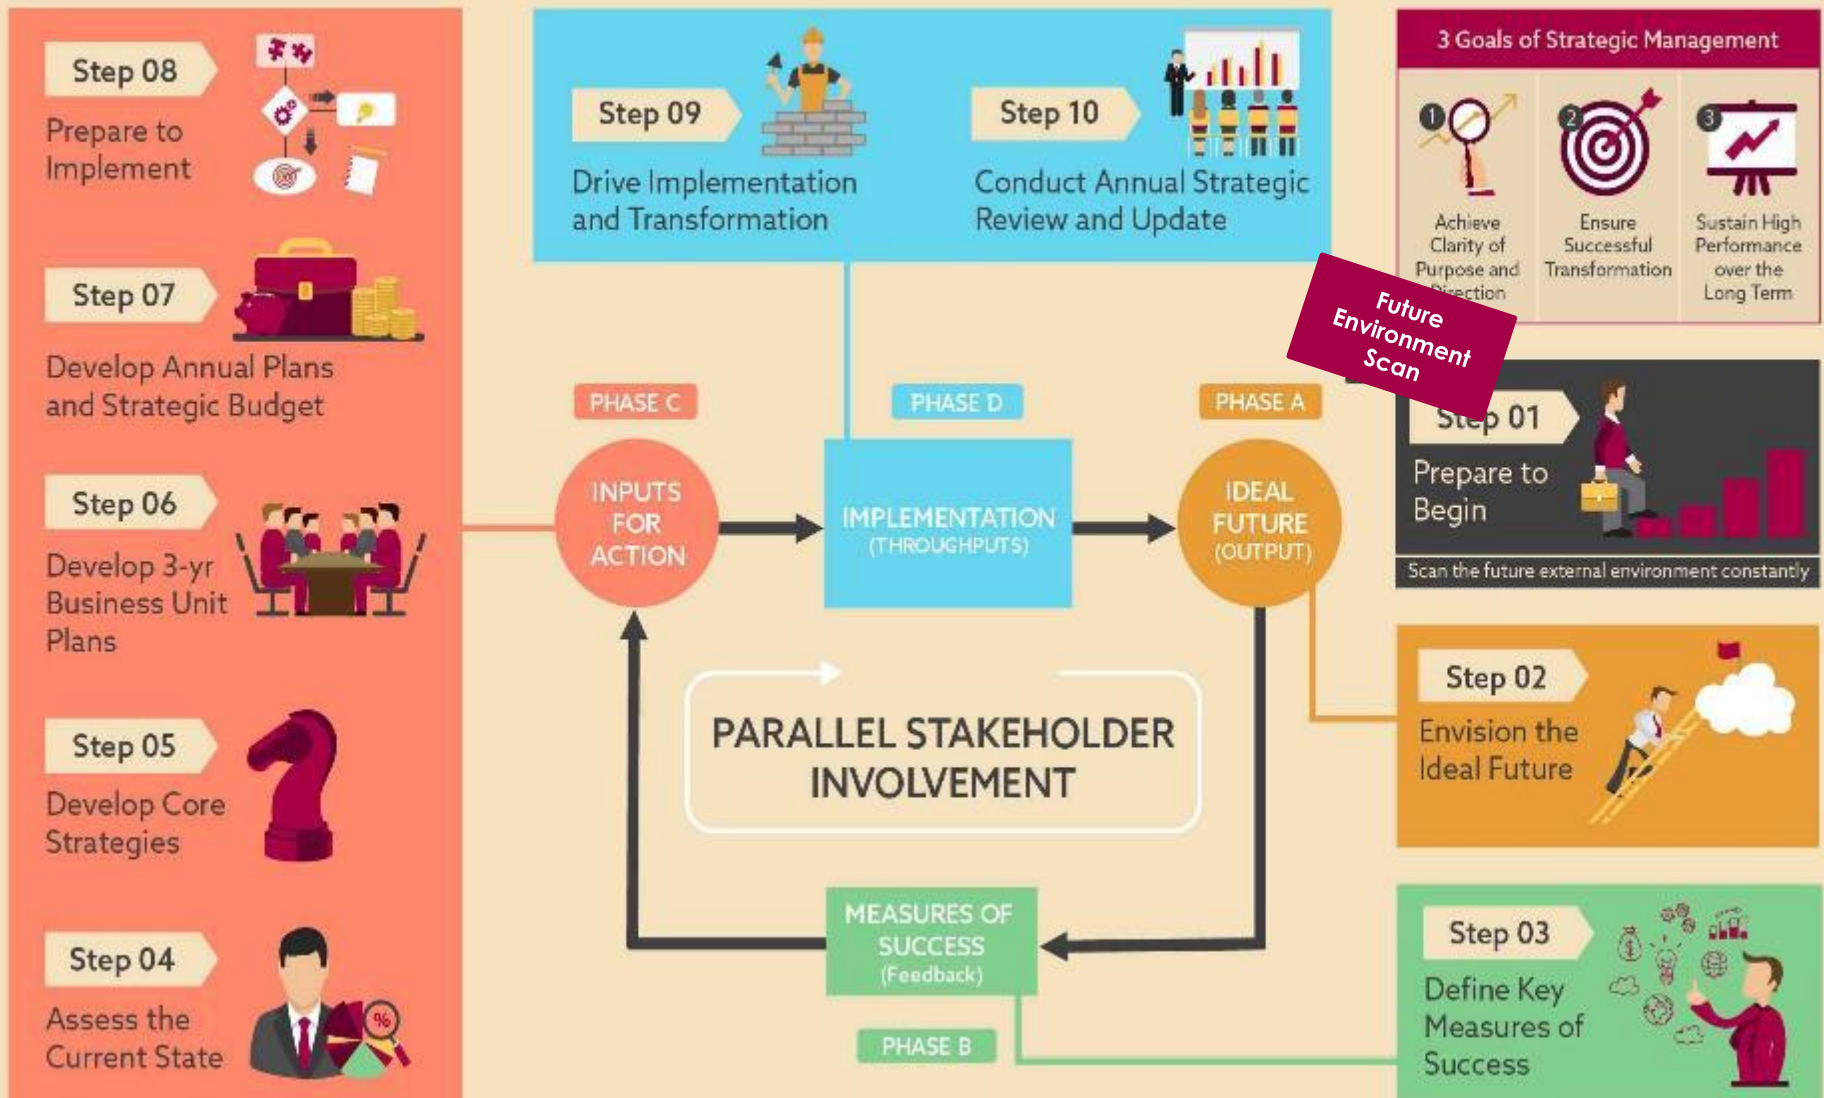 Step 08
Prepare to
Implement
Step 07
Develop Annual Plans
and Strategic Budget
Step 06
Develop 3-yr
Business Unit
Plans
Step 05
Develop Core
Strategies
Step 04
Assess the
Current State
%
Step 09
Drive Implementation
and Transformation
Step 10
Conduct Annual Strategic
Review and Update
3 Goals of Strategic Management
1
Achieve
Clarity of
Purpose and
Direction
2
Ensure
Successful
Transformation
3
Sustain High
Performance
over the
Long Term
Future
Environment
Scan
PHASE C
INPUTS
FOR
ACTION
PHASE D
IMPLEMENTATION
(THROUGHPUTS)
PHASE A
IDEAL
FUTURE
(OUTPUT)
PARALLEL STAKEHOLDER
INVOLVEMENT
MEASURES OF
SUCCESS
(Feedback)
PHASE B
Step 01
Prepare to
Begin
Scan the future external environment constantly
Step 02
Envision the
Ideal Future
Step 03
Define Key
Measures of
Success
$